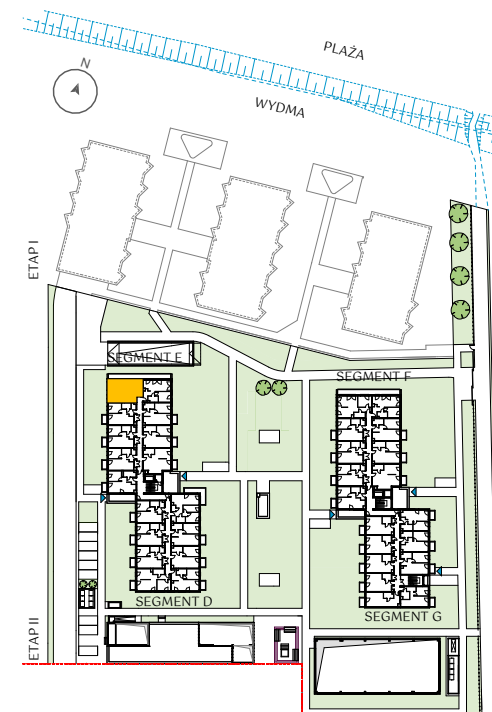 PLAŻA
N
WYDMA
ETAP I
SEGMENT E
SEGMENT F
SEGMENT D
SEGMENT G
ETAP II